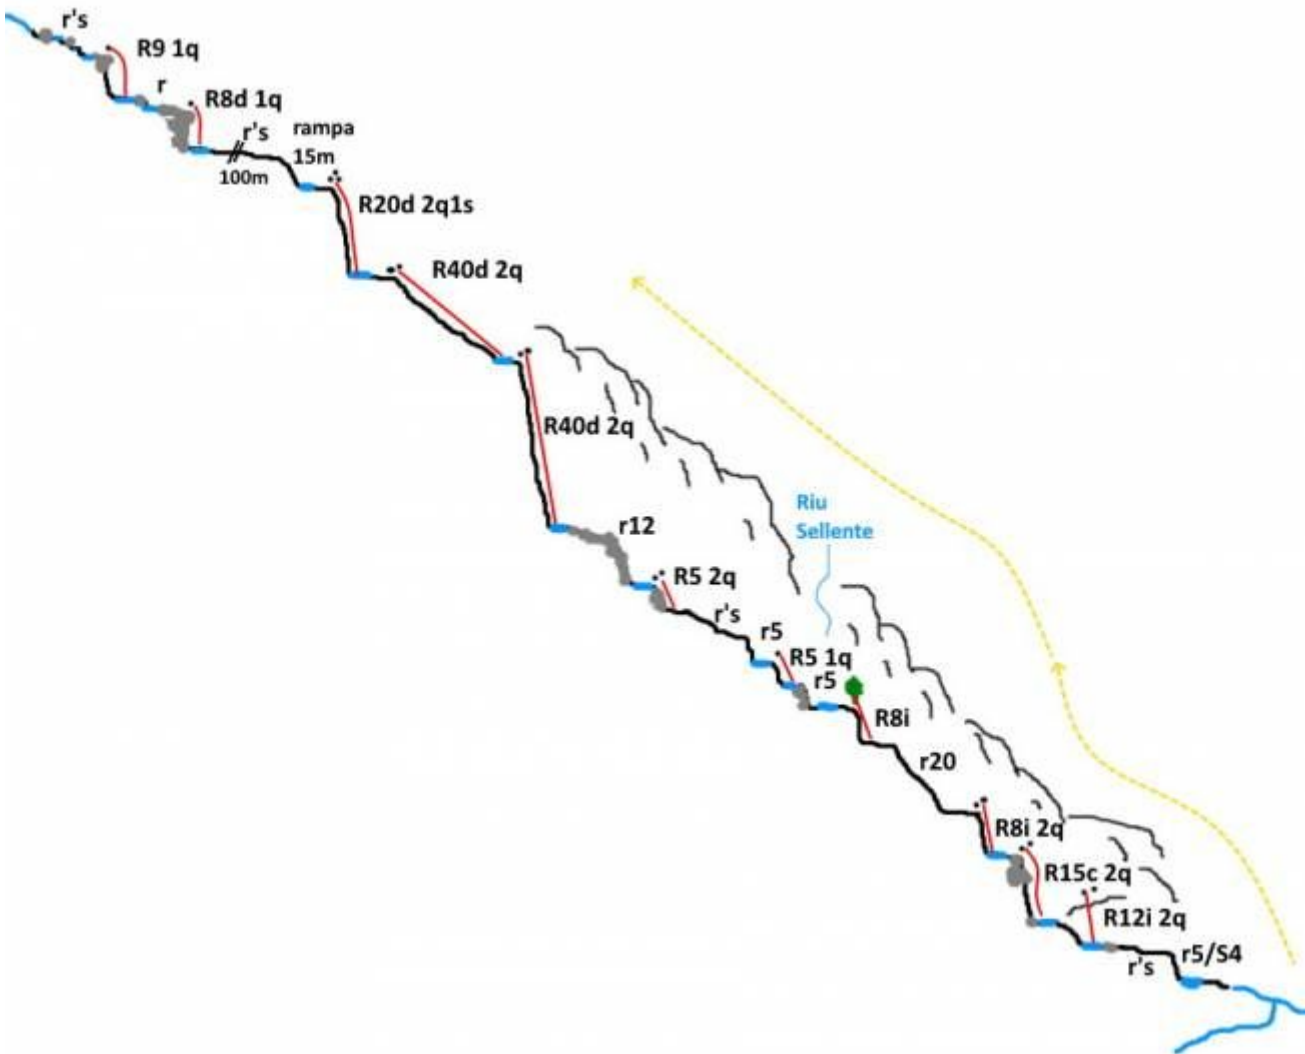 r's
R9 1q
r
R8d 1q
r's
100m
rampa
15m
R20d 2q1s
R40d 2q
R40d 2q
r12
R5 2q
r's
r5
Riu
Sellente
R5 1q
r5
R8i
r20
R8i 2q
R15c 2q
R12i 2q
r's
r5/S4